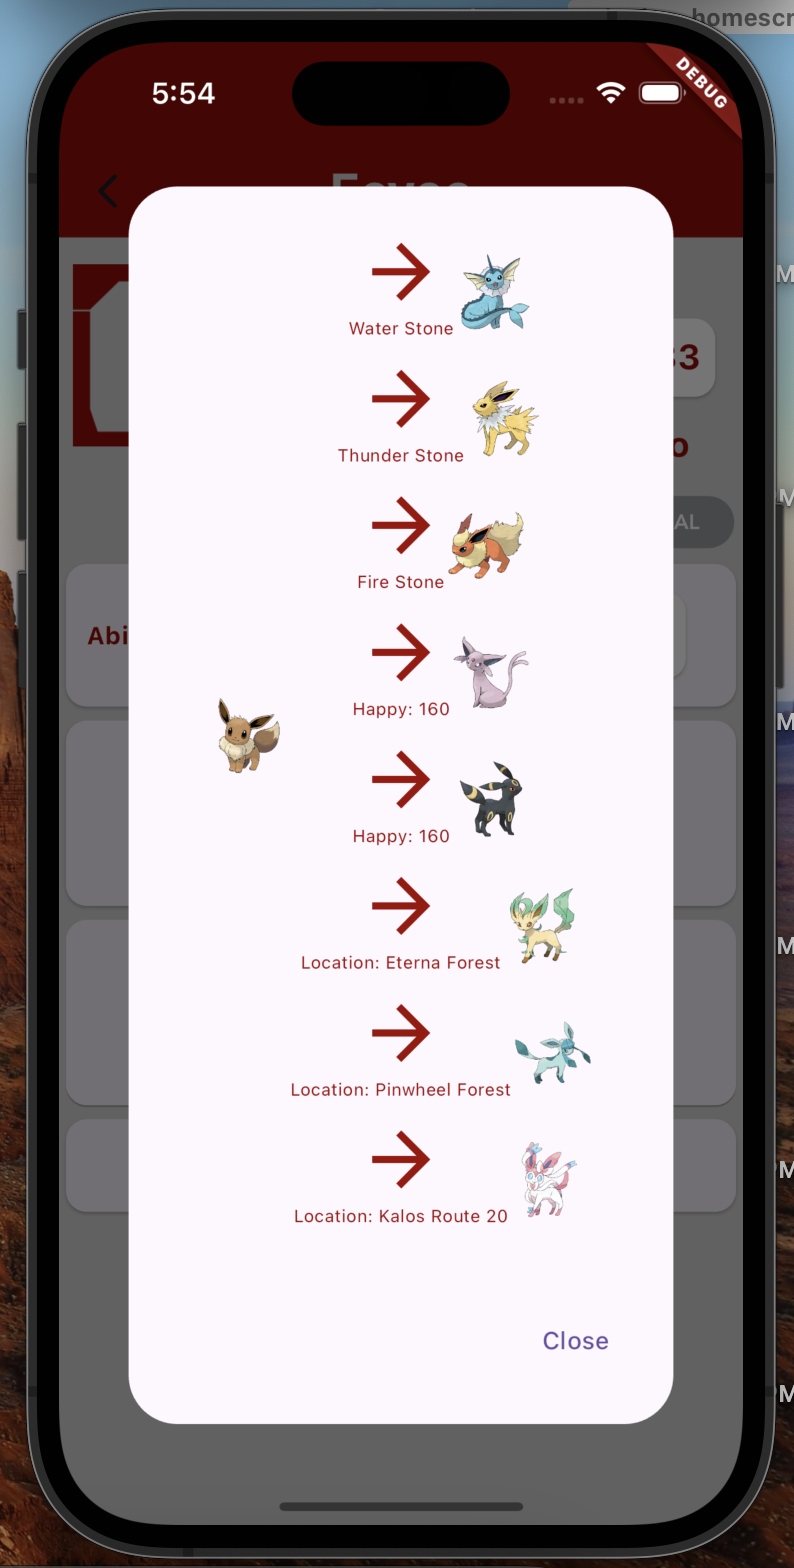 5:54
DEBUG
Water Stone
Thunder Stone
Fire Stone
Happy: 160
Happy: 160
Location: Eterna Forest
Location: Pinwheel Forest
Location: Kalos Route 20
Close